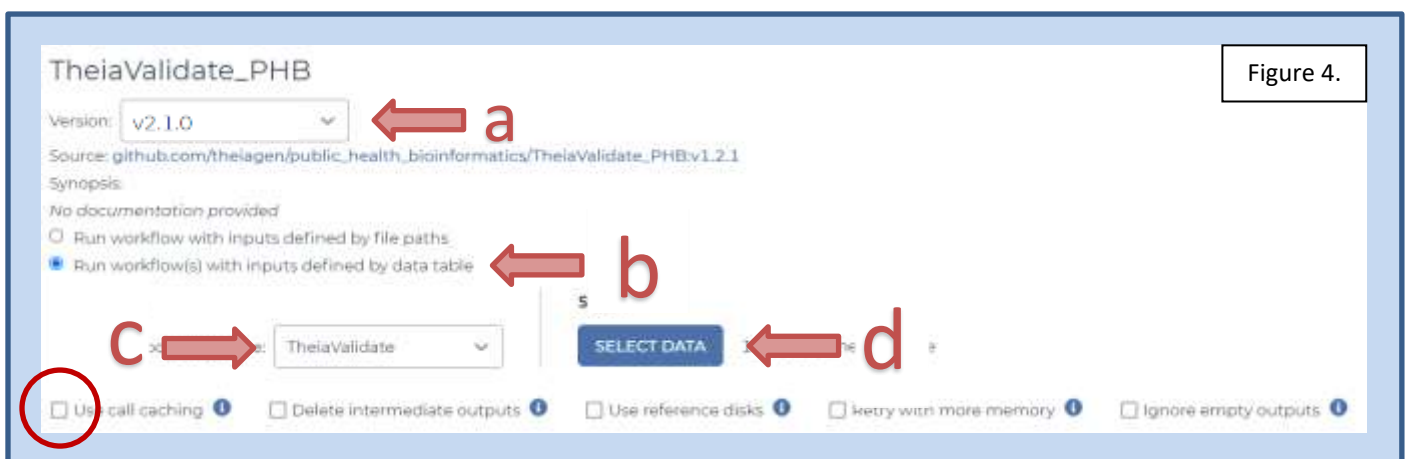 TheiaValidate_PHB
Figure 4.
Version: v2.1.0
a
Source: github.com/theiagen/public_health_bioinformatics/TheiaValidate_PHB:v1.2.1
Synopsis:
No documentation provided
Run workflow with inputs defined by file paths
Run workflow(s) with inputs defined by data table
b
S
c
TheiaValidate
SELECT DATA
d
Use call caching
Delete intermediate outputs
Use reference disks
Retry with more memory
Ignore empty outputs